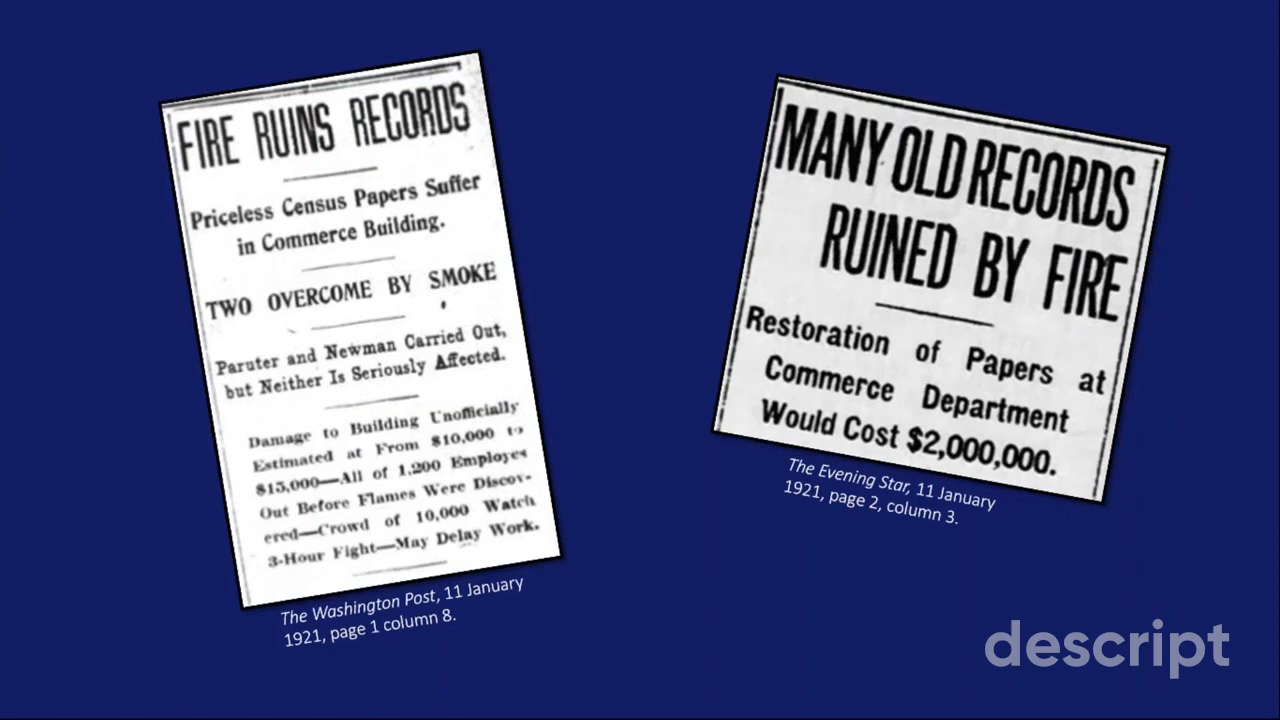 FIRE RUINS RECORDS
Priceless Census Papers Suffer
in Commerce Building.
TWO OVERCOME BY SMOKE
Paruter and Newman Carried Out,
but Neither Is Seriously Affected.
Damage to Building Unofficially
Estimated at From $10,000 to
$15,000—All of 1,200 Employes
Out Before Flames Were Discov-
ered—Crowd of 10,000 Watch
3-Hour Fight—May Delay Work.
The Washington Post, 11 January
1921, page 1 column 8.
MANY OLD RECORDS
RUINED BY FIRE
Restoration of Papers at
Commerce Department
Would Cost $2,000,000.
The Evening Star, 11 January
1921, page 2, column 3.
descript